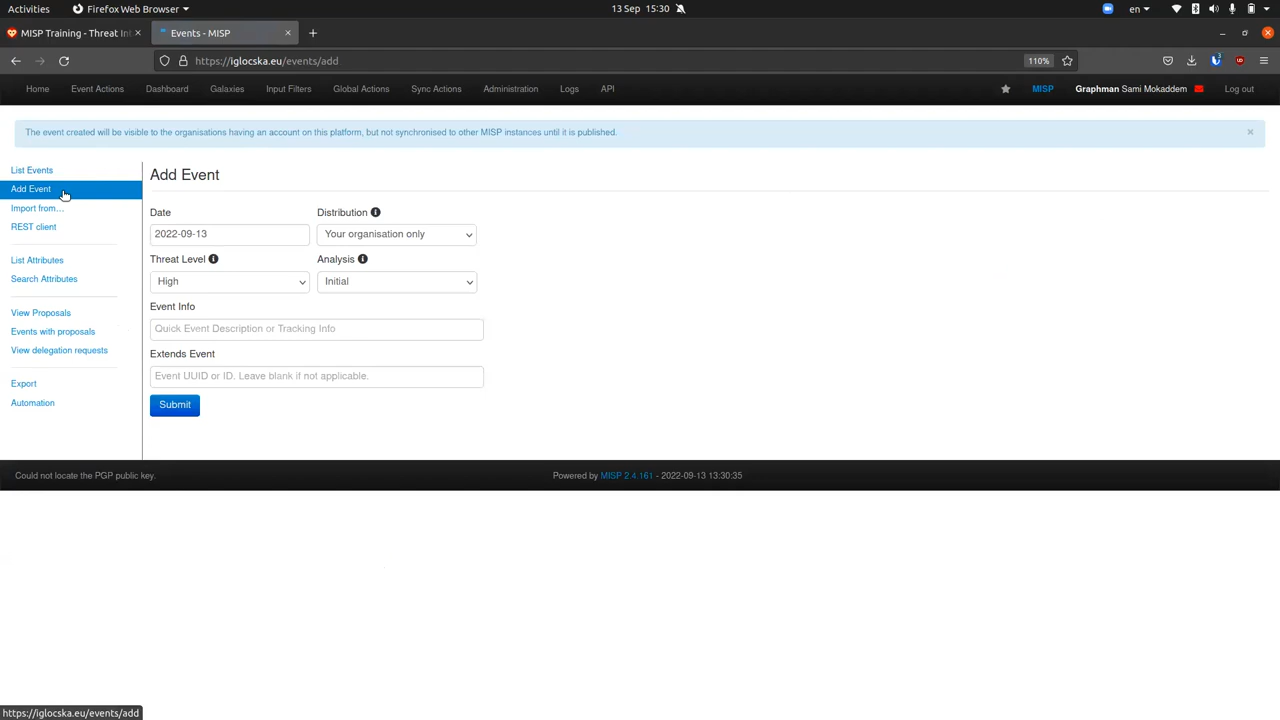 Activities Firefox Web Browser 13 Sep 15:30 en
MISP Training - Threat Int Events - MISP
https://iglocska.eu/events/add 110%
Home Event Actions Dashboard Galaxies Input Filters Global Actions Sync Actions Administration Logs API MISP Graphman Sami Mokaddem Log out
The event created will be visible to the organisations having an account on this platform, but not synchronised to other MISP instances until it is published. ×
List Events
Add Event
Import from...
REST client
List Attributes
Search Attributes
View Proposals
Events with proposals
View delegation requests
Export
Automation
Add Event
Date Distribution
2022-09-13 Your organisation only
Threat Level Analysis
High Initial
Event Info
Quick Event Description or Tracking Info
Extends Event
Event UUID or ID. Leave blank if not applicable.
Submit
Could not locate the PGP public key. Powered by MISP 2.4.161 - 2022-09-13 13:30:35
https://iglocska.eu/events/add